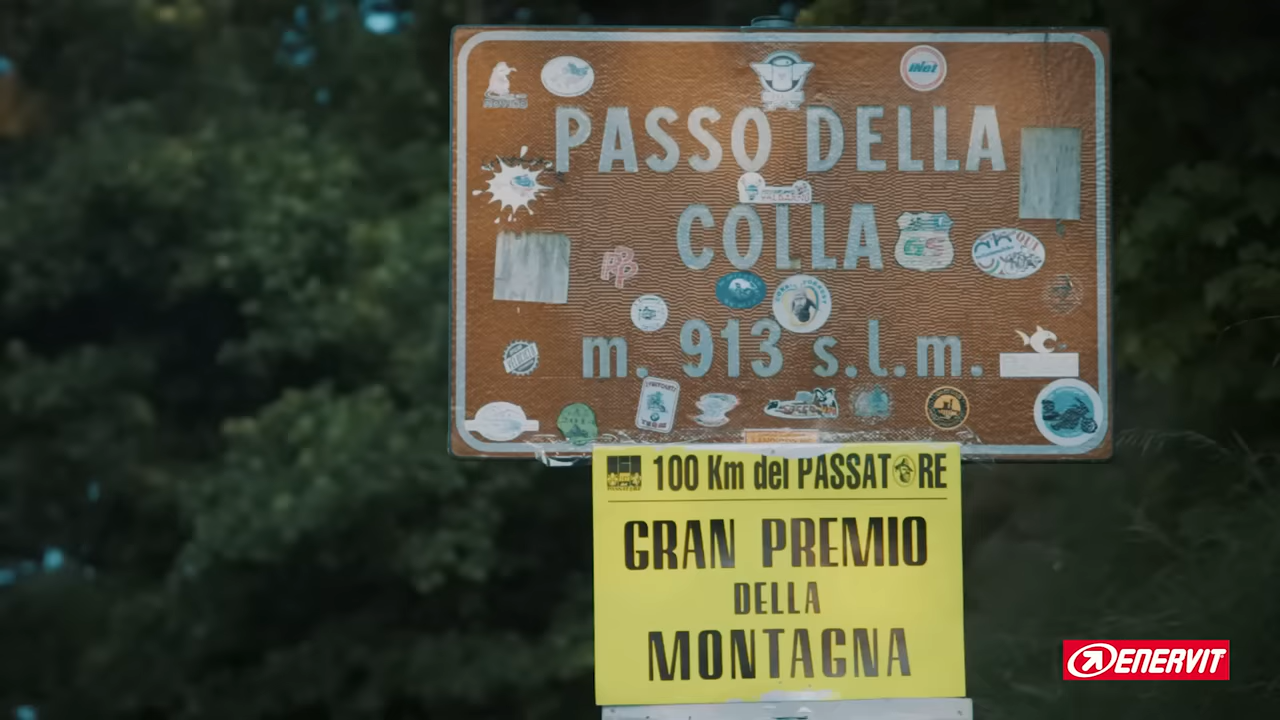 PASSO DELLA
COLLA
m. 913 s.l.m.
100 Km del PASSATORE
GRAN PREMIO
DELLA
MONTAGNA
ENERVIT